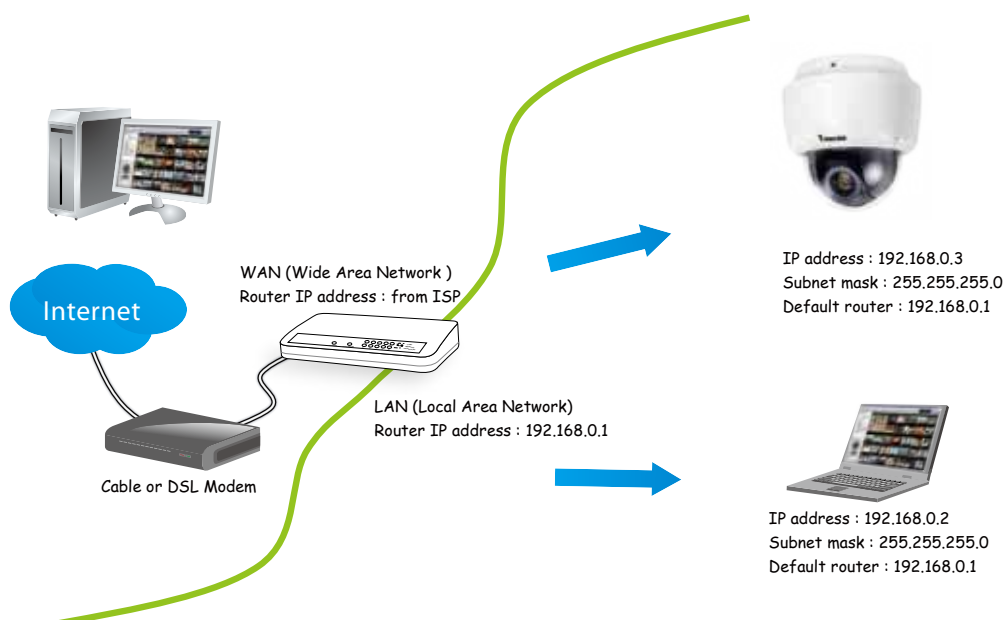 WAN (Wide Area Network )
Router IP address : from ISP
Internet
LAN (Local Area Network)
Router IP address : 192.168.0.1
Cable or DSL Modem
IP address : 192.168.0.3
Subnet mask : 255.255.255.0
Default router : 192.168.0.1
IP address : 192.168.0.2
Subnet mask : 255.255.255.0
Default router : 192.168.0.1